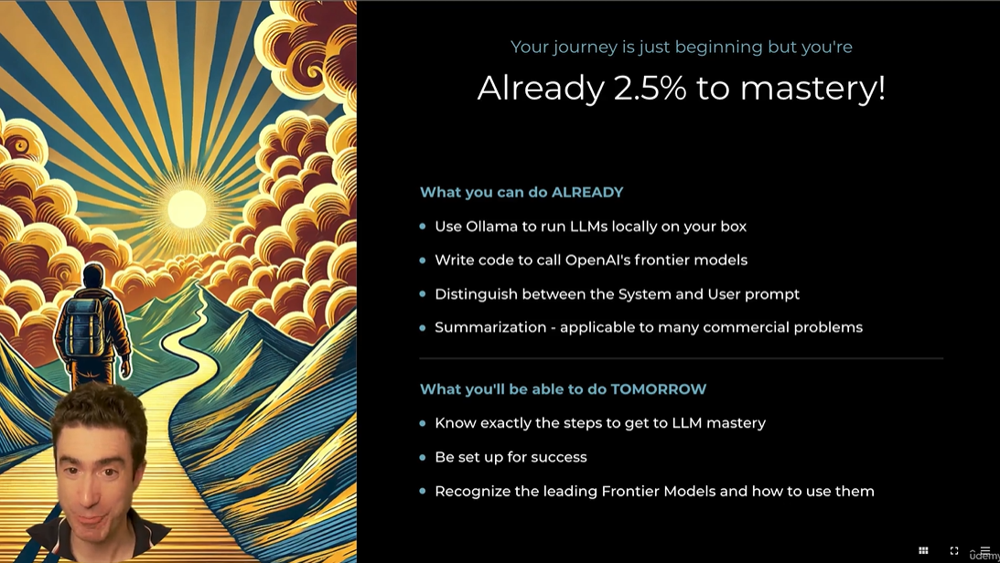 Your journey is just beginning but you're
Already 2.5% to mastery!
What you can do ALREADY
Use Ollama to run LLMs locally on your box
Write code to call OpenAI's frontier models
Distinguish between the System and User prompt
Summarization - applicable to many commercial problems
What you'll be able to do TOMORROW
Know exactly the steps to get to LLM mastery
Be set up for success
Recognize the leading Frontier Models and how to use them
udemy